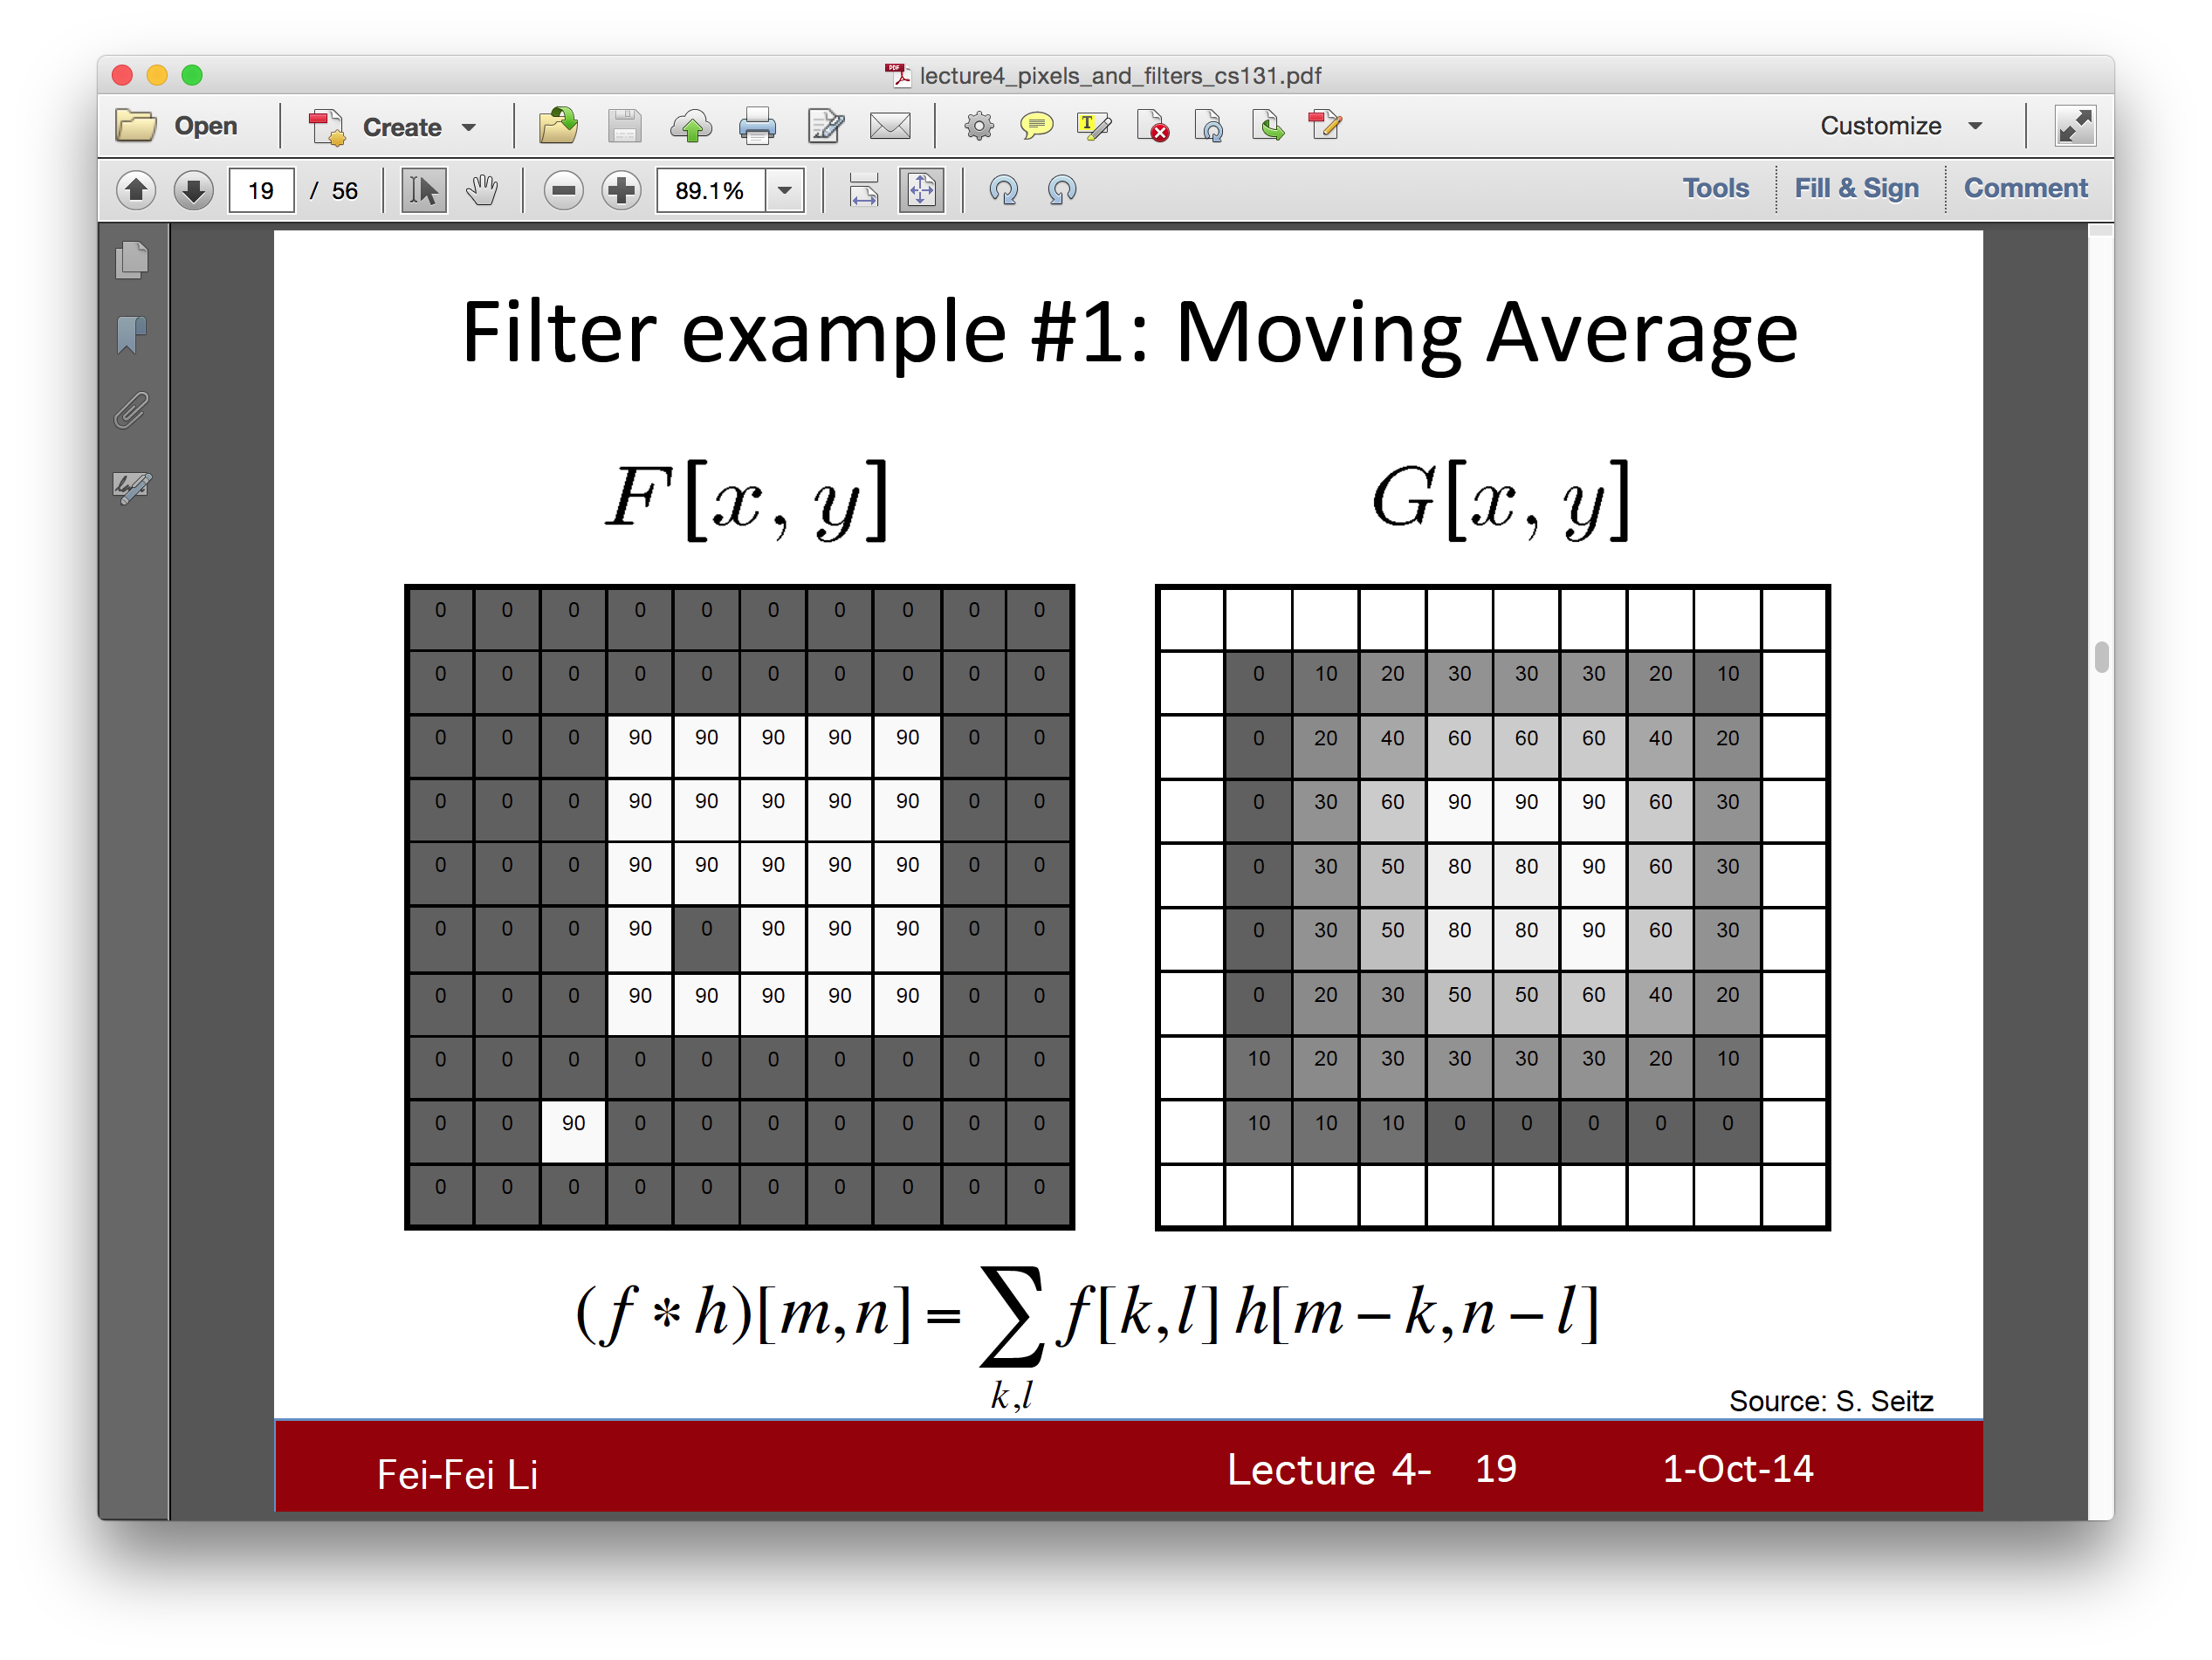 lecture4_pixels_and_filters_cs131.pdf
Open Create Customize
19 / 56 89.1% Tools Fill & Sign Comment
Filter example #1: Moving Average
F[x, y] G[x, y]
0 0 0 0 0 0 0 0 0 0
0 0 0 0 0 0 0 0 0 0 0 10 20 30 30 30 20 10
0 0 0 90 90 90 90 90 0 0 0 20 40 60 60 60 40 20
0 0 0 90 90 90 90 90 0 0 0 30 60 90 90 90 60 30
0 0 0 90 90 90 90 90 0 0 0 30 50 80 80 90 60 30
0 0 0 90 0 90 90 90 0 0 0 30 50 80 80 90 60 30
0 0 0 90 90 90 90 90 0 0 0 20 30 50 50 60 40 20
0 0 0 0 0 0 0 0 0 0 10 20 30 30 30 30 20 10
0 0 90 0 0 0 0 0 0 0 10 10 10 0 0 0 0 0
0 0 0 0 0 0 0 0 0 0
(f ∗ h)[m,n] = ∑ f[k,l] h[m − k,n − l]
k,l
Source: S. Seitz
Fei-Fei Li Lecture 4- 19 1-Oct-14